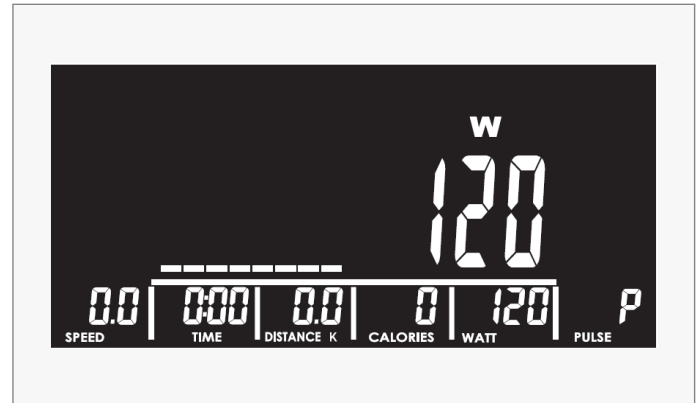 W
120
0.0 0:00 0.0 0 120 P
SPEED TIME DISTANCE K CALORIES WATT PULSE